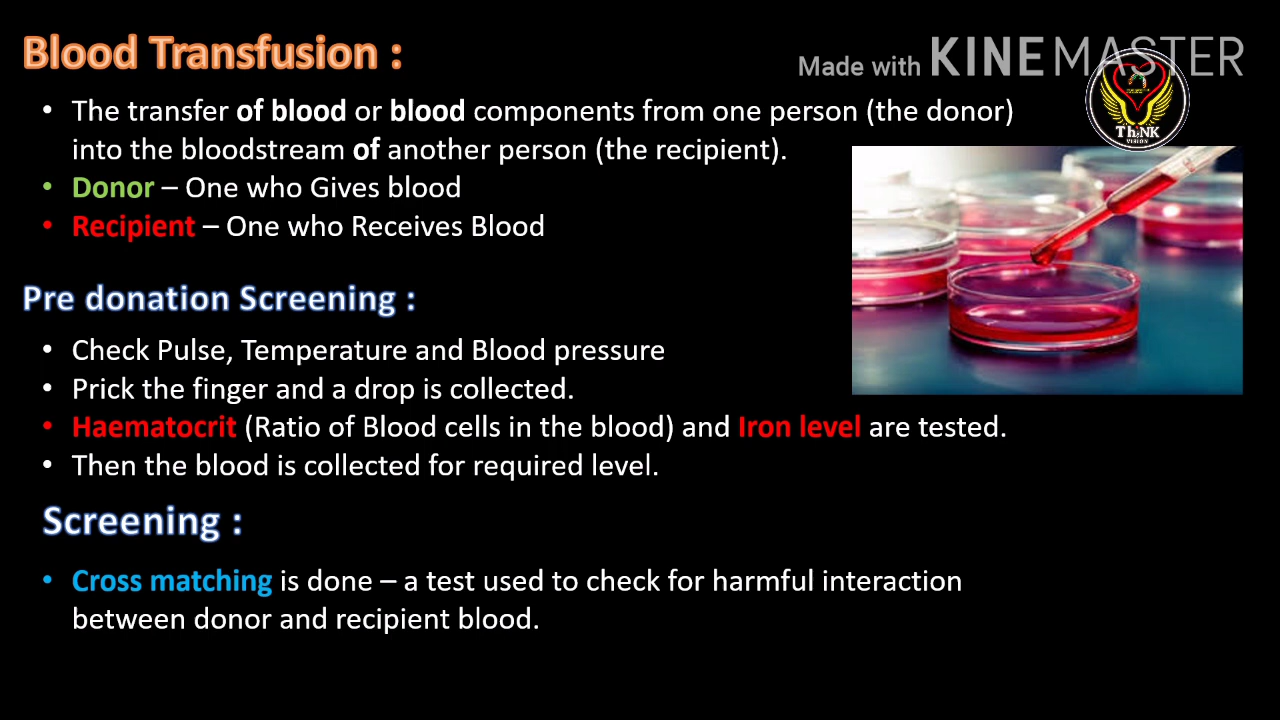 Blood Transfusion :
Made with KINEMASTER
• The transfer of blood or blood components from one person (the donor)
into the bloodstream of another person (the recipient).
• Donor – One who Gives blood
• Recipient – One who Receives Blood
ThiNK
VISION
Pre donation Screening :
• Check Pulse, Temperature and Blood pressure
• Prick the finger and a drop is collected.
• Haematocrit (Ratio of Blood cells in the blood) and Iron level are tested.
• Then the blood is collected for required level.
Screening :
• Cross matching is done – a test used to check for harmful interaction
between donor and recipient blood.